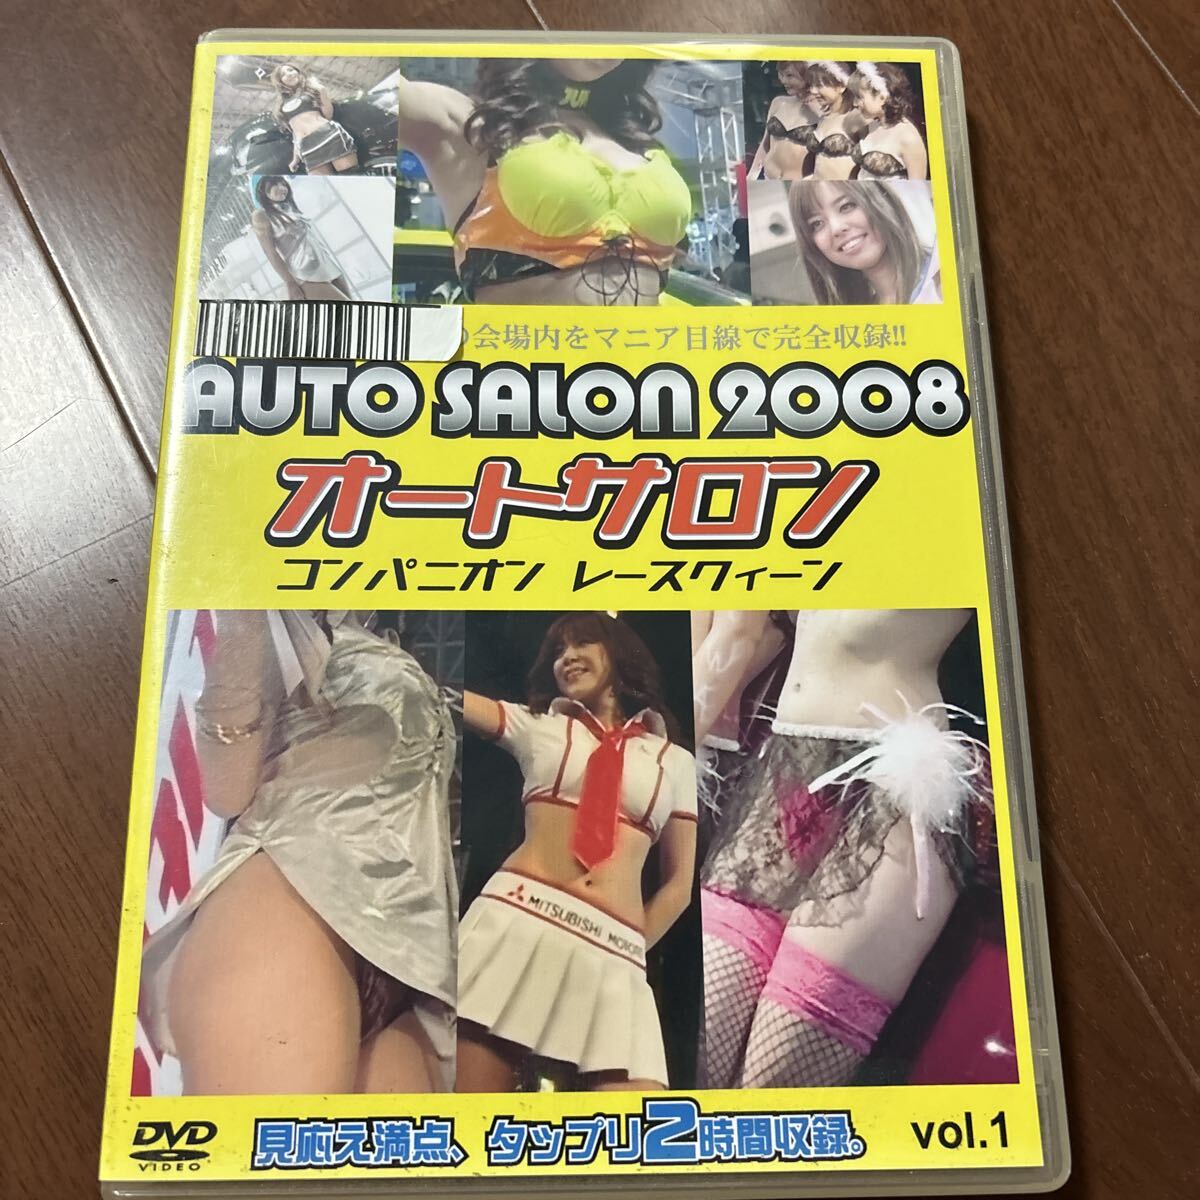 の会場内をマニア目線で完全収録!!
AUTO SALON 2008
オートサロン
コンパニオン レースクィーン
MITSUBISHI MOTORS
DVD
VIDEO
見応え満点、タップリ2時間収録。
vol.1